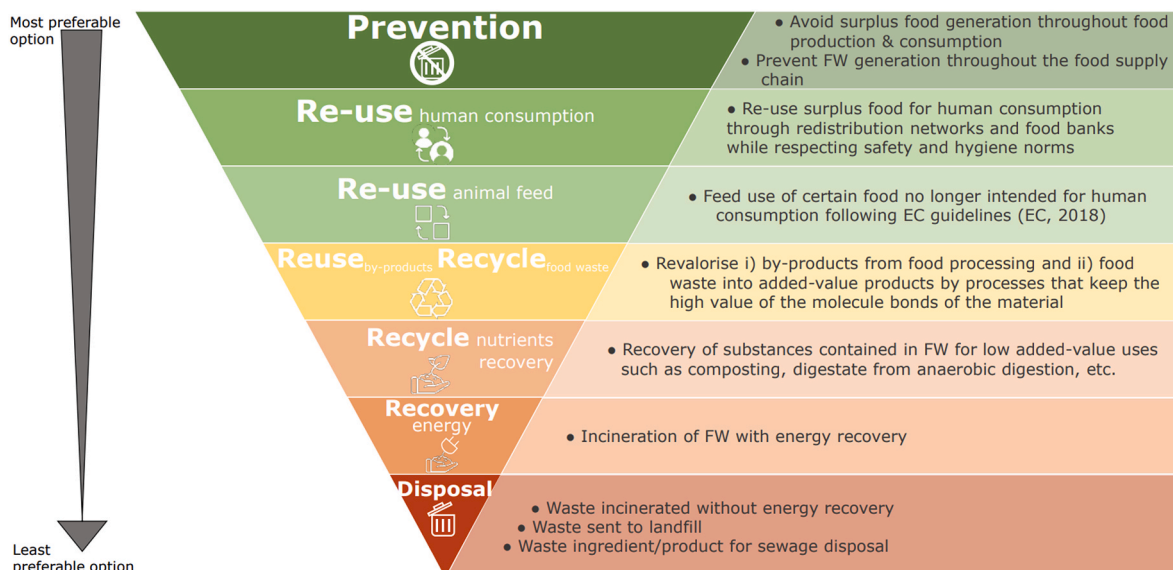 Most preferable
option
Prevention
● Avoid surplus food generation throughout food
production & consumption
● Prevent FW generation throughout the food supply
chain
Re-use human consumption
● Re-use surplus food for human consumption
through redistribution networks and food banks
while respecting safety and hygiene norms
Re-use animal feed
● Feed use of certain food no longer intended for human
consumption following EC guidelines (EC, 2018)
Reuse by-products Recycle food waste
● Revalorise i) by-products from food processing and ii) food
waste into added-value products by processes that keep the
high value of the molecule bonds of the material
Recycle nutrients
recovery
● Recovery of substances contained in FW for low added-value uses
such as composting, digestate from anaerobic digestion, etc.
Recovery
energy
● Incineration of FW with energy recovery
Disposal
● Waste incinerated without energy recovery
● Waste sent to landfill
● Waste ingredient/product for sewage disposal
Least
preferable option